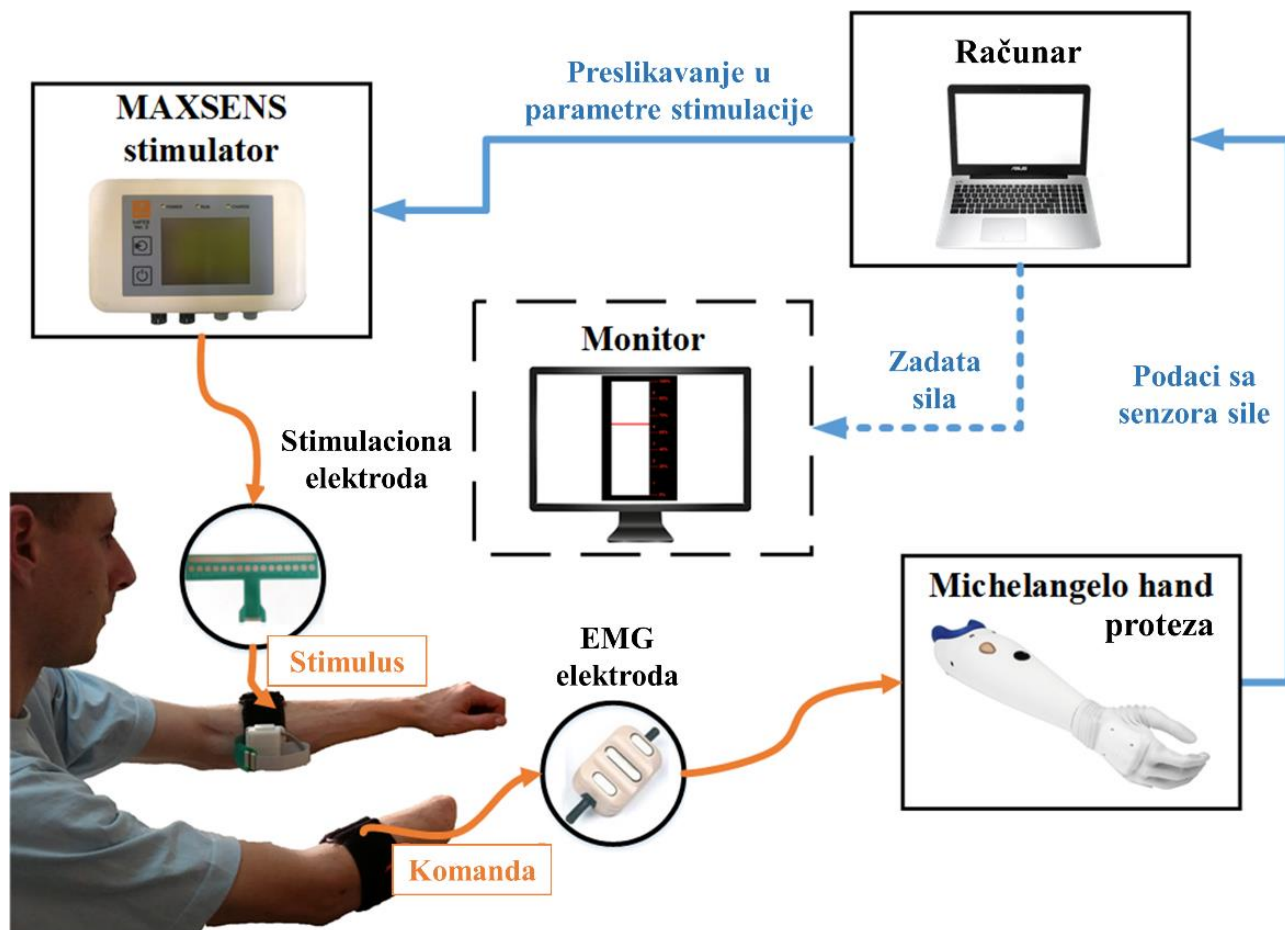 Računar
Preslikavanje u
parametre stimulacije
MAXSENS
stimulator
Monitor
Zadata
sila
Podaci sa
senzora sile
Stimulaciona
elektroda
Michelangelo hand
proteza
EMG
elektroda
Stimulus
Komanda